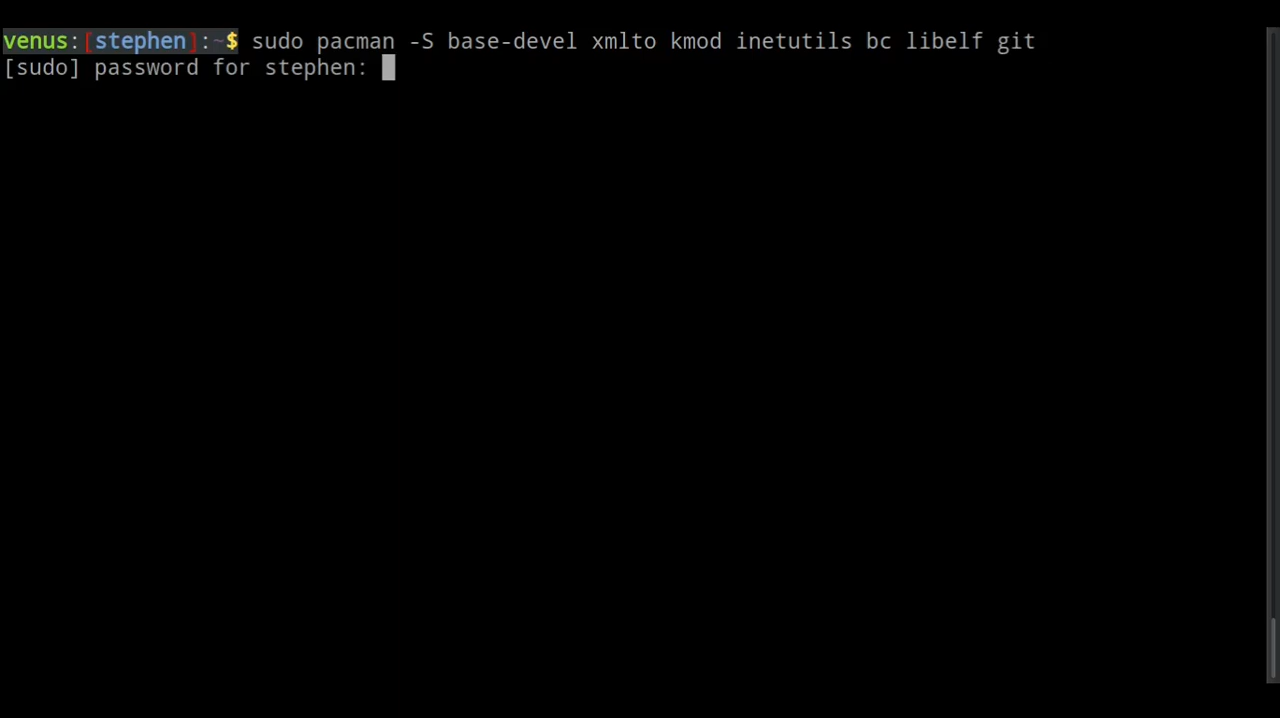 venus:[stephen]:~$ sudo pacman -S base-devel xmlto kmod inetutils bc libelf git
[sudo] password for stephen: